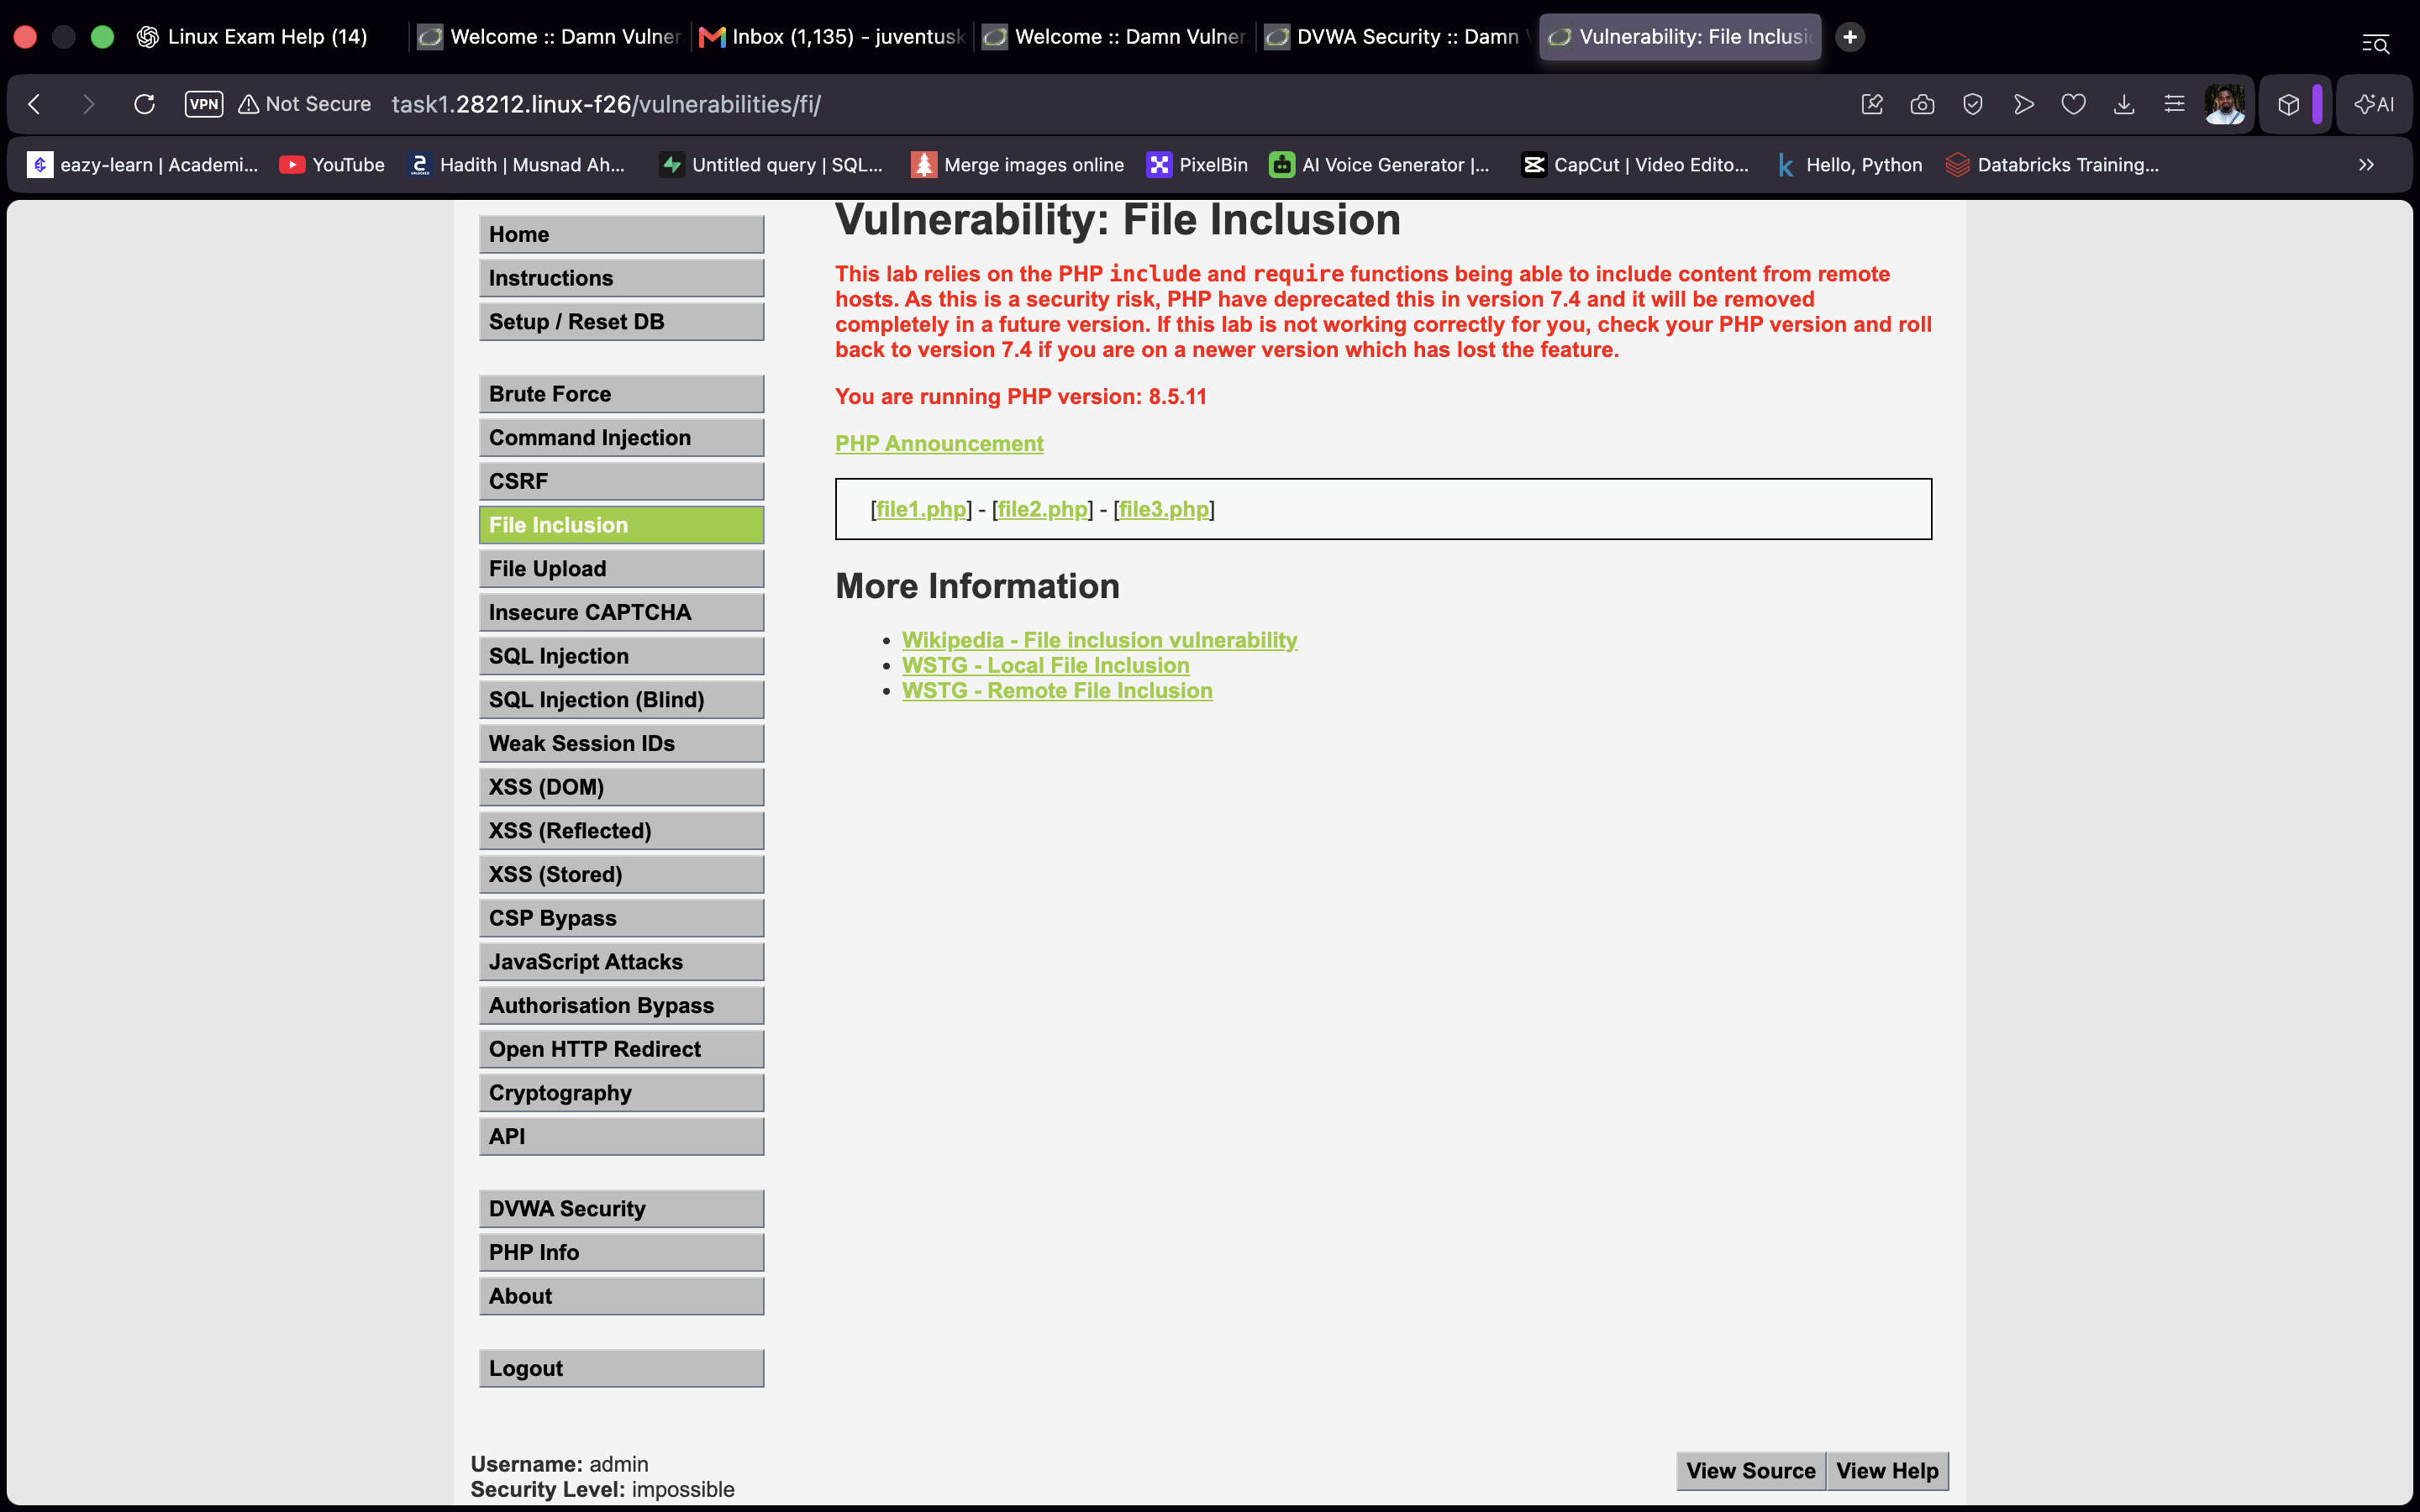 Linux Exam Help (14)
Welcome :: Damn Vulner
Inbox (1,135) - juventusk
Welcome :: Damn Vulner
DVWA Security :: Damn
Vulnerability: File Inclusi
VPN
Not Secure
task1.28212.linux-f26/vulnerabilities/fi/
AI
eazy-learn | Academi...
YouTube
Hadith | Musnad Ah...
Untitled query | SQL...
Merge images online
PixelBin
AI Voice Generator |...
CapCut | Video Edito...
Hello, Python
Databricks Training...
Home
Instructions
Setup / Reset DB
Brute Force
Command Injection
CSRF
File Inclusion
File Upload
Insecure CAPTCHA
SQL Injection
SQL Injection (Blind)
Weak Session IDs
XSS (DOM)
XSS (Reflected)
XSS (Stored)
CSP Bypass
JavaScript Attacks
Authorisation Bypass
Open HTTP Redirect
Cryptography
API
DVWA Security
PHP Info
About
Logout
Vulnerability: File Inclusion
This lab relies on the PHP include and require functions being able to include content from remote
hosts. As this is a security risk, PHP have deprecated this in version 7.4 and it will be removed
completely in a future version. If this lab is not working correctly for you, check your PHP version and roll
back to version 7.4 if you are on a newer version which has lost the feature.
You are running PHP version: 8.5.11
PHP Announcement
[file1.php] - [file2.php] - [file3.php]
More Information
• Wikipedia - File inclusion vulnerability
• WSTG - Local File Inclusion
• WSTG - Remote File Inclusion
Username: admin
Security Level: impossible
View Source
View Help